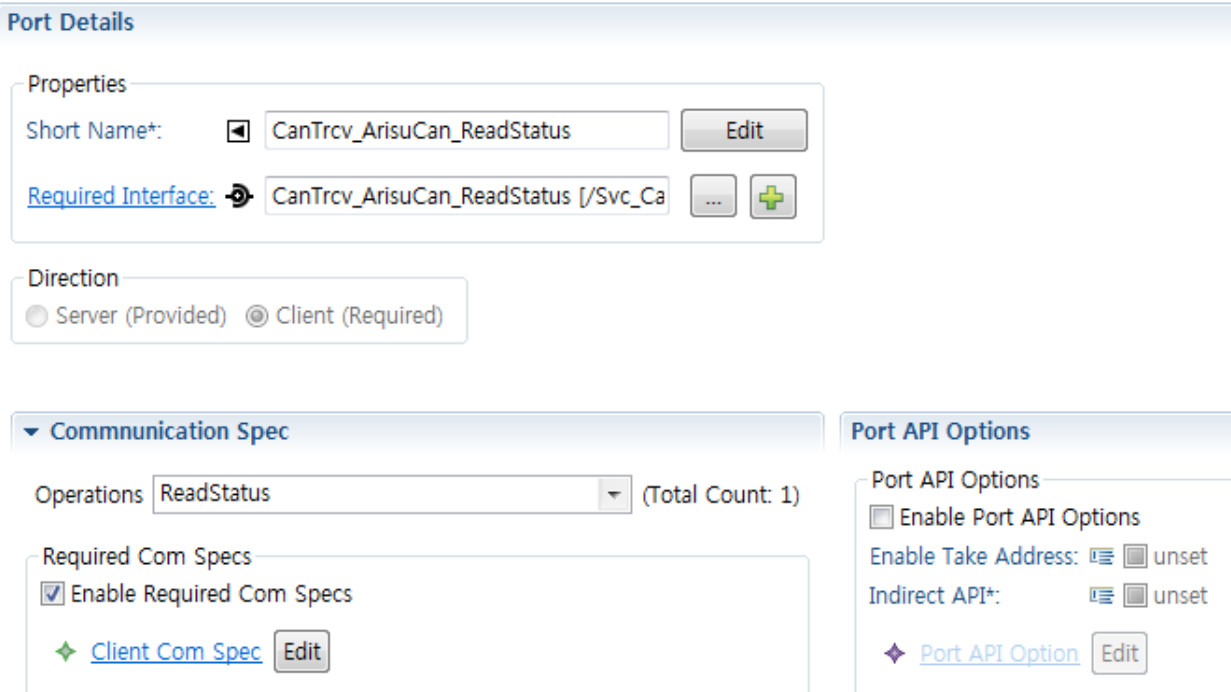 Port Details
Properties
Short Name*: CanTrcv_ArisuCan_ReadStatus Edit
Required Interface: CanTrcv_ArisuCan_ReadStatus [/Svc_Ca ...
Direction
Server (Provided) Client (Required)
Commnunication Spec
Operations ReadStatus (Total Count: 1)
Required Com Specs
Enable Required Com Specs
Client Com Spec Edit
Port API Options
Port API Options
Enable Port API Options
Enable Take Address: unset
Indirect API*: unset
Port API Option Edit